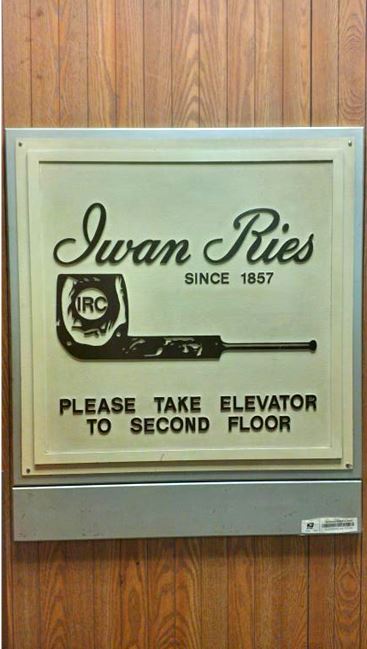 Iwan Ries
SINCE 1857
IRC
PLEASE TAKE ELEVATOR
TO SECOND FLOOR